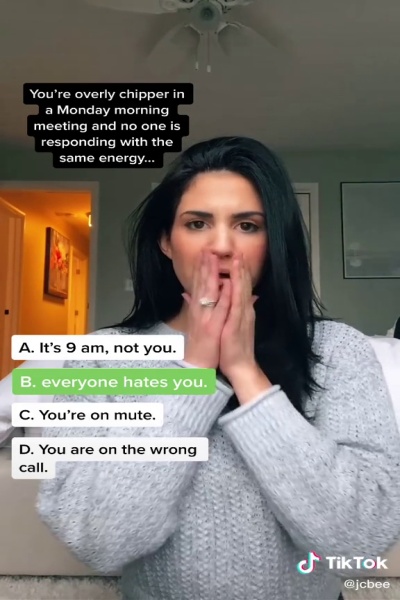 You're overly chipper in
a Monday morning
meeting and no one is
responding with the
same energy...
A. It's 9 am, not you.
B. everyone hates you.
C. You're on mute.
D. You are on the wrong
call.
TikTok
@jcbee